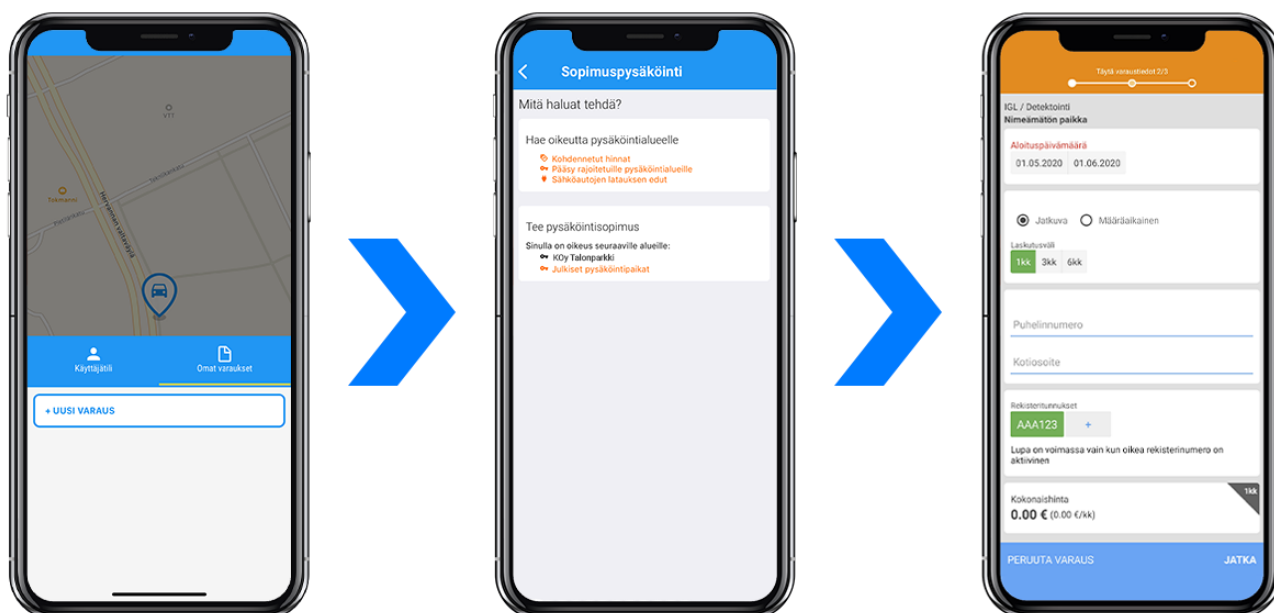 VTT
Teknikankatu
Tokmanni
Hervannan valtaväylä
Käyttäjätili
Omat varaukset
+ UUSI VARAUS
Sopimuspysäköinti
Mitä haluat tehdä?
Hae oikeutta pysäköintialueelle
Kohdennetut hinnat
Pääsy rajoitetuille pysäköintialueille
Sähköautojen latauksen edut
Tee pysäköintisopimus
Sinulla on oikeus seuraaville alueille:
KOy Talonparkki
Julkiset pysäköintipaikat
Täytä varaustiedot 2/3
IGL / Detektointi
Nimeämätön paikka
Aloituspäivämäärä
01.05.2020 01.06.2020
Jatkuva Määräaikainen
Laskutusväli
1kk 3kk 6kk
Puhelinnumero
Kotiosoite
Rekisteritunnukset
AAA123 +
Lupa on voimassa vain kun oikea rekisterinumero on
aktiivinen
1kk
Kokonaishinta
0.00 € (0.00 €/kk)
PERUUTA VARAUS JATKA